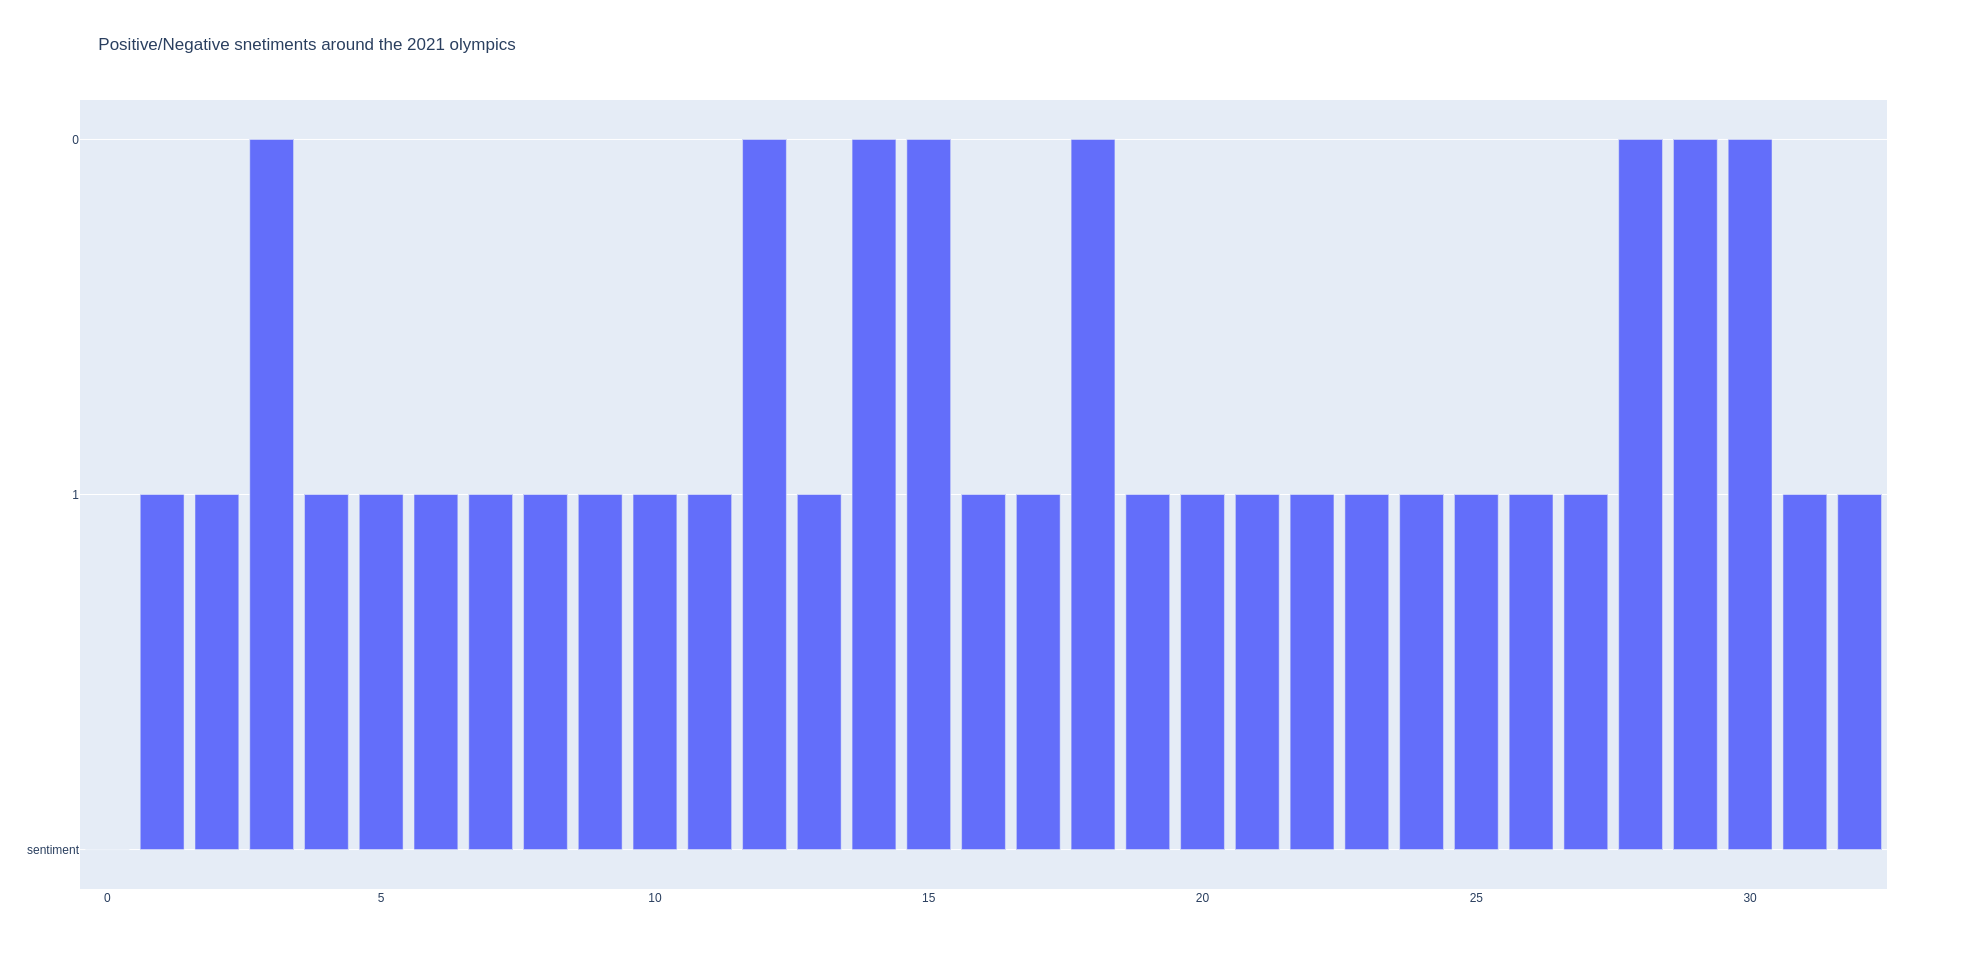 Positive/Negative snetiments around the 2021 olympics
0
1
sentiment
0 5 10 15 20 25 30